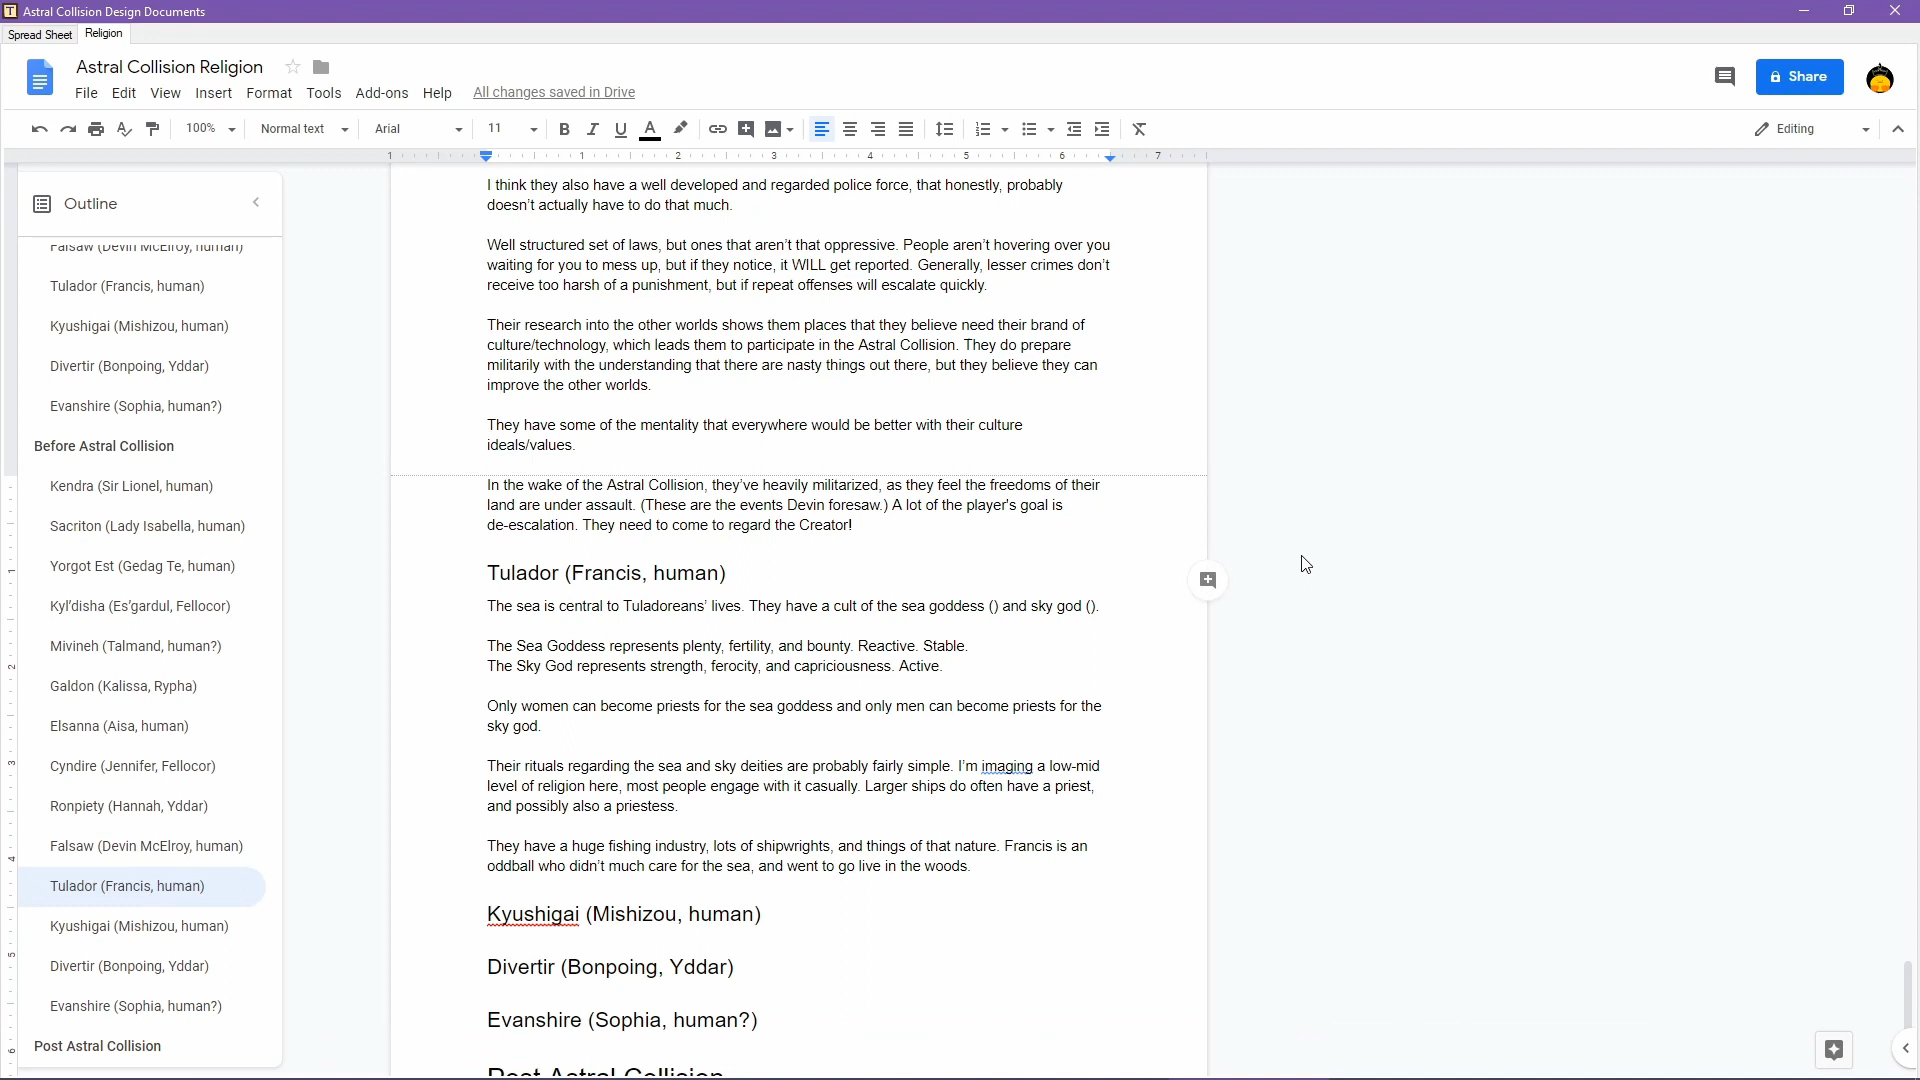 Astral Collision Design Documents
Spread Sheet Religion
Astral Collision Religion
File Edit View Insert Format Tools Add-ons Help All changes saved in Drive
Share
100% Normal text Arial 11 B I U A Editing
1 1 2 3 4 5 6 7
Outline
Falsaw (Devin McElroy, human)
Tulador (Francis, human)
Kyushigai (Mishizou, human)
Divertir (Bonpoing, Yddar)
Evanshire (Sophia, human?)
Before Astral Collision
Kendra (Sir Lionel, human)
Sacriton (Lady Isabella, human)
Yorgot Est (Gedag Te, human)
Kyl'disha (Es'gardul, Fellocor)
Mivineh (Talmand, human?)
Galdon (Kalissa, Rypha)
Elsanna (Aisa, human)
Cyndire (Jennifer, Fellocor)
Ronpiety (Hannah, Yddar)
Falsaw (Devin McElroy, human)
Tulador (Francis, human)
Kyushigai (Mishizou, human)
Divertir (Bonpoing, Yddar)
Evanshire (Sophia, human?)
Post Astral Collision
1
2
3
4
5
6
I think they also have a well developed and regarded police force, that honestly, probably
doesn't actually have to do that much.
Well structured set of laws, but ones that aren't that oppressive. People aren't hovering over you
waiting for you to mess up, but if they notice, it WILL get reported. Generally, lesser crimes don't
receive too harsh of a punishment, but if repeat offenses will escalate quickly.
Their research into the other worlds shows them places that they believe need their brand of
culture/technology, which leads them to participate in the Astral Collision. They do prepare
militarily with the understanding that there are nasty things out there, but they believe they can
improve the other worlds.
They have some of the mentality that everywhere would be better with their culture
ideals/values.
In the wake of the Astral Collision, they've heavily militarized, as they feel the freedoms of their
land are under assault. (These are the events Devin foresaw.) A lot of the player's goal is
de-escalation. They need to come to regard the Creator!
Tulador (Francis, human)
The sea is central to Tuladoreans' lives. They have a cult of the sea goddess () and sky god ().
The Sea Goddess represents plenty, fertility, and bounty. Reactive. Stable.
The Sky God represents strength, ferocity, and capriciousness. Active.
Only women can become priests for the sea goddess and only men can become priests for the
sky god.
Their rituals regarding the sea and sky deities are probably fairly simple. I'm imaging a low-mid
level of religion here, most people engage with it casually. Larger ships do often have a priest,
and possibly also a priestess.
They have a huge fishing industry, lots of shipwrights, and things of that nature. Francis is an
oddball who didn't much care for the sea, and went to go live in the woods.
Kyushigai (Mishizou, human)
Divertir (Bonpoing, Yddar)
Evanshire (Sophia, human?)
Post Astral Collision